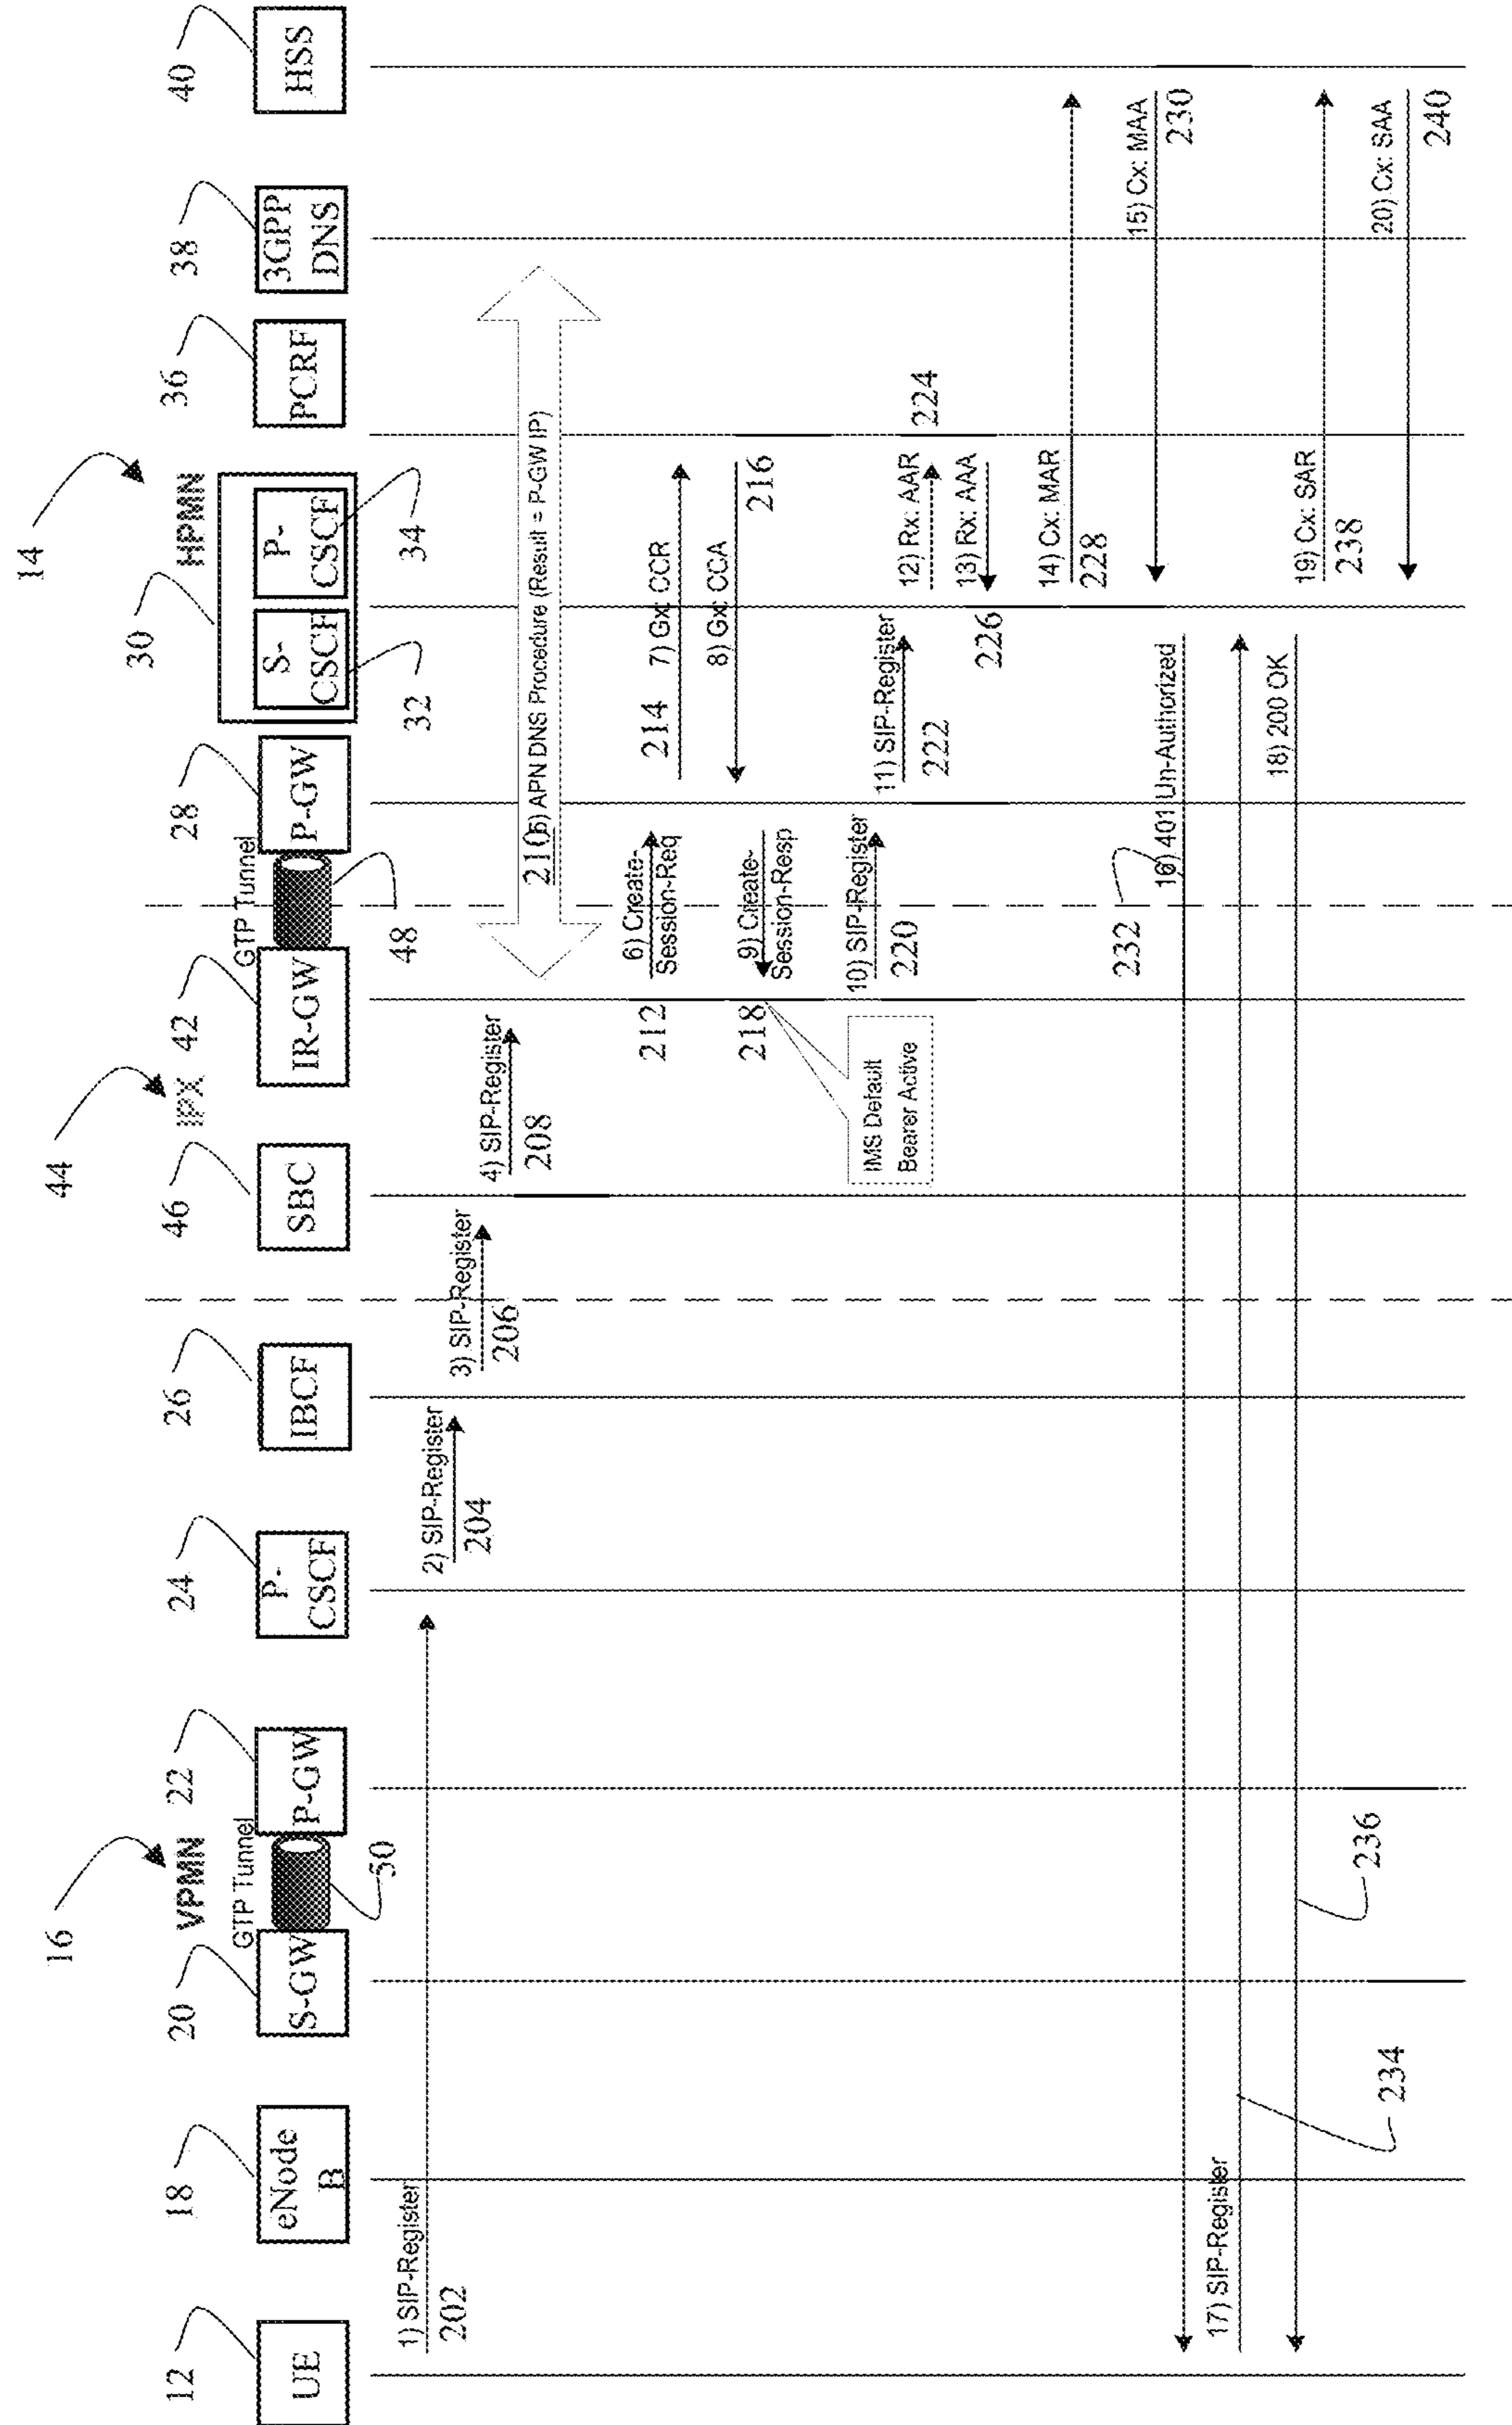 14
16
44
HPMN
VPMN
IPX
12
18
20
22
24
26
46
42
28
30
36
38
40
GTP Tunnel
GTP Tunnel
UE
eNode
B
S-GW
P-GW
P-
CSCF
IBCF
SBC
IR-GW
P-GW
S-
CSCF
P-
CSCF
PCRF
3GPP
DNS
HSS
50
48
32
34
1) SIP-Register
202
2) SIP-Register
204
3) SIP-Register
206
4) SIP-Register
208
210
5) APN DNS Procedure (Result = P-GW IP)
6) Create-
Session-Req
212
7) Gx: CCR
214
8) Gx: CCA
216
9) Create-
Session-Resp
218
IMS Default
Bearer Active
10) SIP-Register
220
11) SIP-Register
222
12) Rx: AAR
224
13) Rx: AAA
226
14) Cx: MAR
228
15) Cx: MAA
230
16) 401 Un-Authorized
232
17) SIP-Register
234
18) 200 OK
236
19) Cx: SAR
238
20) Cx: SAA
240